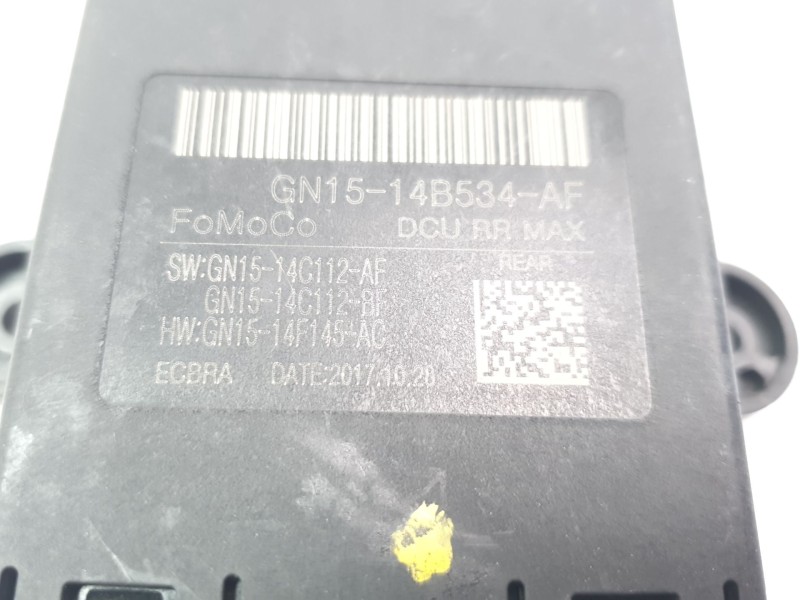 GN15-14B534-AF
FoMoCo DCU RR MAX
REAR
SW:GN15-14C112-AF
GN15-14C112-BF
HW:GN15-14F145-AC
ECBRA DATE:2017.10.28